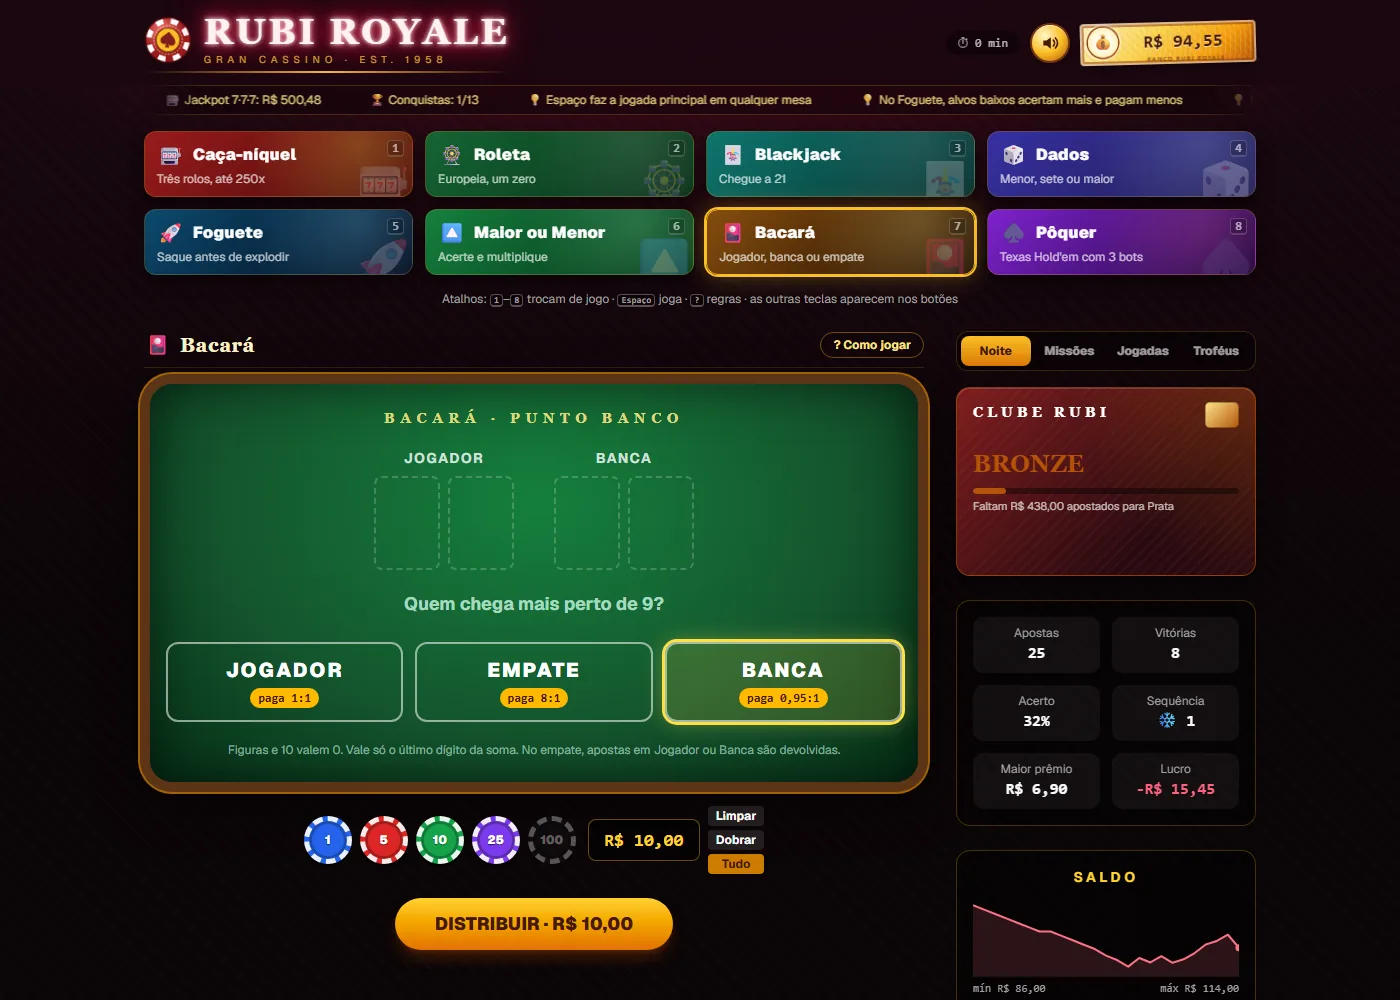 RUBI ROYALE
GRAN CASSINO · EST. 1958
0 min
R$ 94,55
BANCO RUBI ROYALE
Jackpot 7-7-7: R$ 500,48
Conquistas: 1/13
Espaço faz a jogada principal em qualquer mesa
No Foguete, alvos baixos acertam mais e pagam menos
Caça-níquel
1
Três rolos, até 250x
Roleta
2
Europeia, um zero
Blackjack
3
Chegue a 21
Dados
4
Menor, sete ou maior
Foguete
5
Saque antes de explodir
Maior ou Menor
6
Acerte e multiplique
Bacará
7
Jogador, banca ou empate
Pôquer
8
Texas Hold'em com 3 bots
Atalhos: 1–8 trocam de jogo · Espaço joga · ? regras · as outras teclas aparecem nos botões
Bacará
? Como jogar
BACARÁ · PUNTO BANCO
JOGADOR
BANCA
Quem chega mais perto de 9?
JOGADOR
paga 1:1
EMPATE
paga 8:1
BANCA
paga 0,95:1
Figuras e 10 valem 0. Vale só o último dígito da soma. No empate, apostas em Jogador ou Banca são devolvidas.
1
5
10
25
100
R$ 10,00
Limpar
Dobrar
Tudo
DISTRIBUIR · R$ 10,00
Noite
Missões
Jogadas
Troféus
CLUBE RUBI
BRONZE
Faltam R$ 438,00 apostados para Prata
Apostas
25
Vitórias
8
Acerto
32%
Sequência
1
Maior prêmio
R$ 6,90
Lucro
-R$ 15,45
SALDO
mín R$ 86,00
máx R$ 114,00